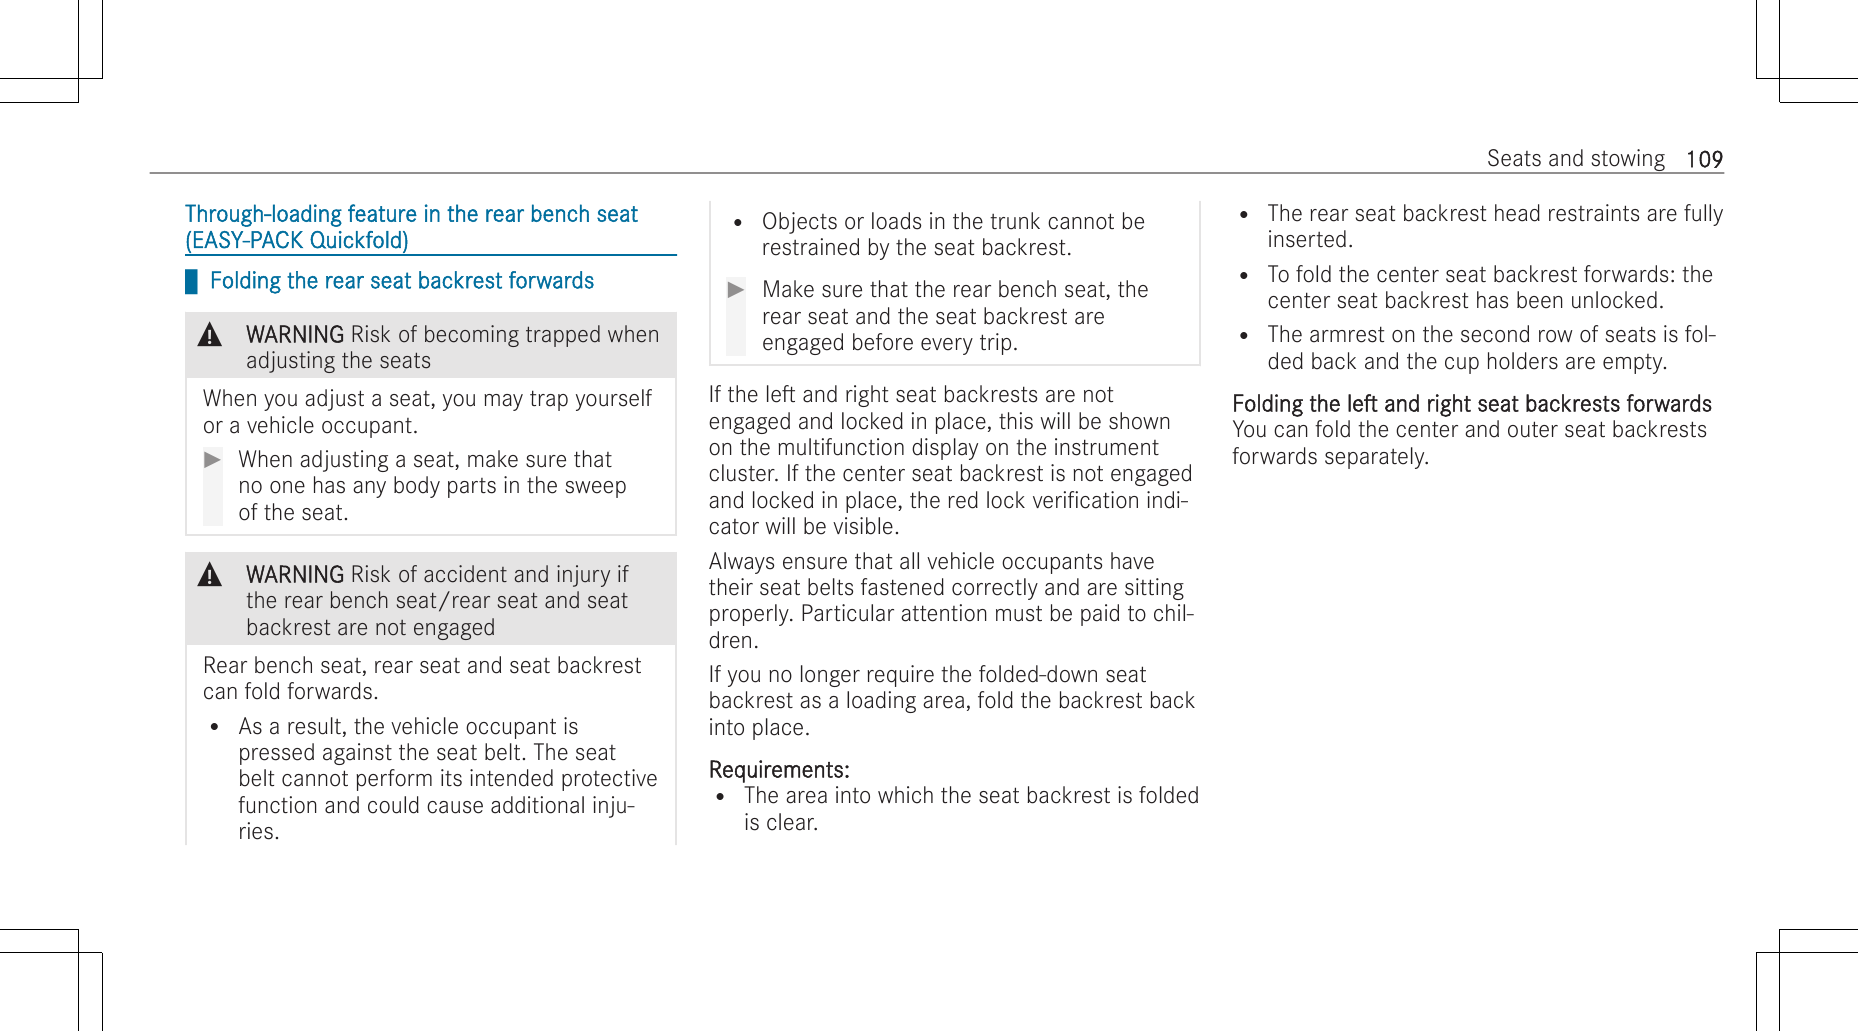 Seats and stowing 109
Through-loading feature in the rear bench seat
(EASY-PACK Quickfold)
Folding the rear seat backrest forwards
WARNING Risk of becoming trapped when
adjusting the seats
When you adjust a seat, you may trap yourself
or a vehicle occupant.
▶ When adjusting a seat, make sure that
no one has any body parts in the sweep
of the seat.
WARNING Risk of accident and injury if
the rear bench seat/rear seat and seat
backrest are not engaged
Rear bench seat, rear seat and seat backrest
can fold forwards.
• As a result, the vehicle occupant is
pressed against the seat belt. The seat
belt cannot perform its intended protective
function and could cause additional inju-
ries.
• Objects or loads in the trunk cannot be
restrained by the seat backrest.
▶ Make sure that the rear bench seat, the
rear seat and the seat backrest are
engaged before every trip.
If the left and right seat backrests are not
engaged and locked in place, this will be shown
on the multifunction display on the instrument
cluster. If the center seat backrest is not engaged
and locked in place, the red lock verification indi-
cator will be visible.
Always ensure that all vehicle occupants have
their seat belts fastened correctly and are sitting
properly. Particular attention must be paid to chil-
dren.
If you no longer require the folded-down seat
backrest as a loading area, fold the backrest back
into place.
Requirements:
• The area into which the seat backrest is folded
is clear.
• The rear seat backrest head restraints are fully
inserted.
• To fold the center seat backrest forwards: the
center seat backrest has been unlocked.
• The armrest on the second row of seats is fol-
ded back and the cup holders are empty.
Folding the left and right seat backrests forwards
You can fold the center and outer seat backrests
forwards separately.